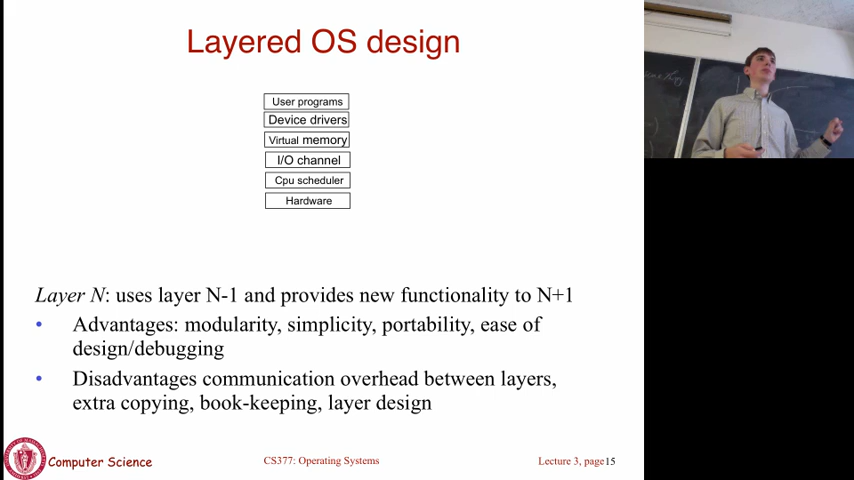 Layered OS design
User programs
Device drivers
Virtual memory
I/O channel
Cpu scheduler
Hardware
Layer N: uses layer N-1 and provides new functionality to N+1
• Advantages: modularity, simplicity, portability, ease of
design/debugging
• Disadvantages communication overhead between layers,
extra copying, book-keeping, layer design
Computer Science
CS377: Operating Systems
Lecture 3, page 15